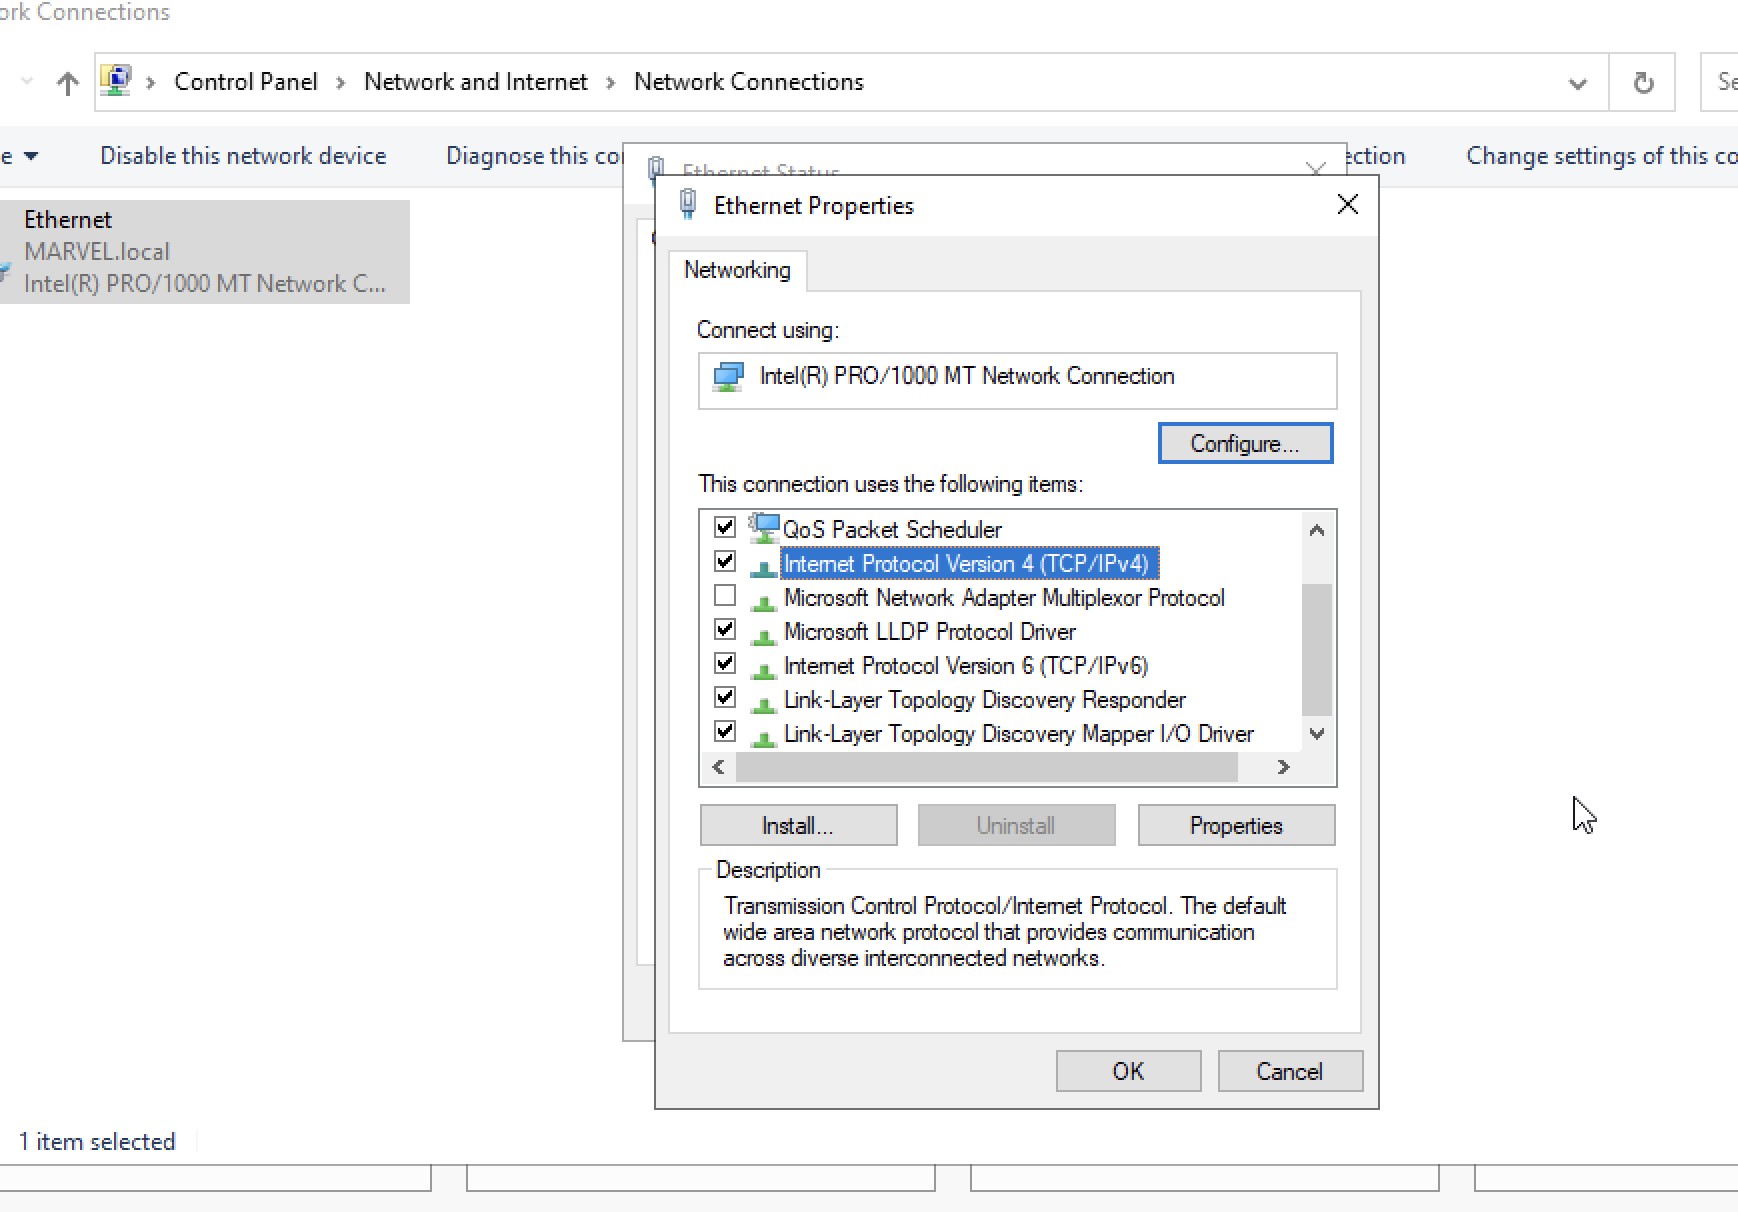 ork Connections
Control Panel > Network and Internet > Network Connections
Se
e
Disable this network device
Diagnose this co
ection
Change settings of this co
Ethernet
MARVEL.local
Intel(R) PRO/1000 MT Network C...
Ethernet Status
Ethernet Properties
Networking
Connect using:
Intel(R) PRO/1000 MT Network Connection
Configure...
This connection uses the following items:
QoS Packet Scheduler
Internet Protocol Version 4 (TCP/IPv4)
Microsoft Network Adapter Multiplexor Protocol
Microsoft LLDP Protocol Driver
Internet Protocol Version 6 (TCP/IPv6)
Link-Layer Topology Discovery Responder
Link-Layer Topology Discovery Mapper I/O Driver
Install...
Uninstall
Properties
Description
Transmission Control Protocol/Internet Protocol. The default
wide area network protocol that provides communication
across diverse interconnected networks.
OK
Cancel
1 item selected